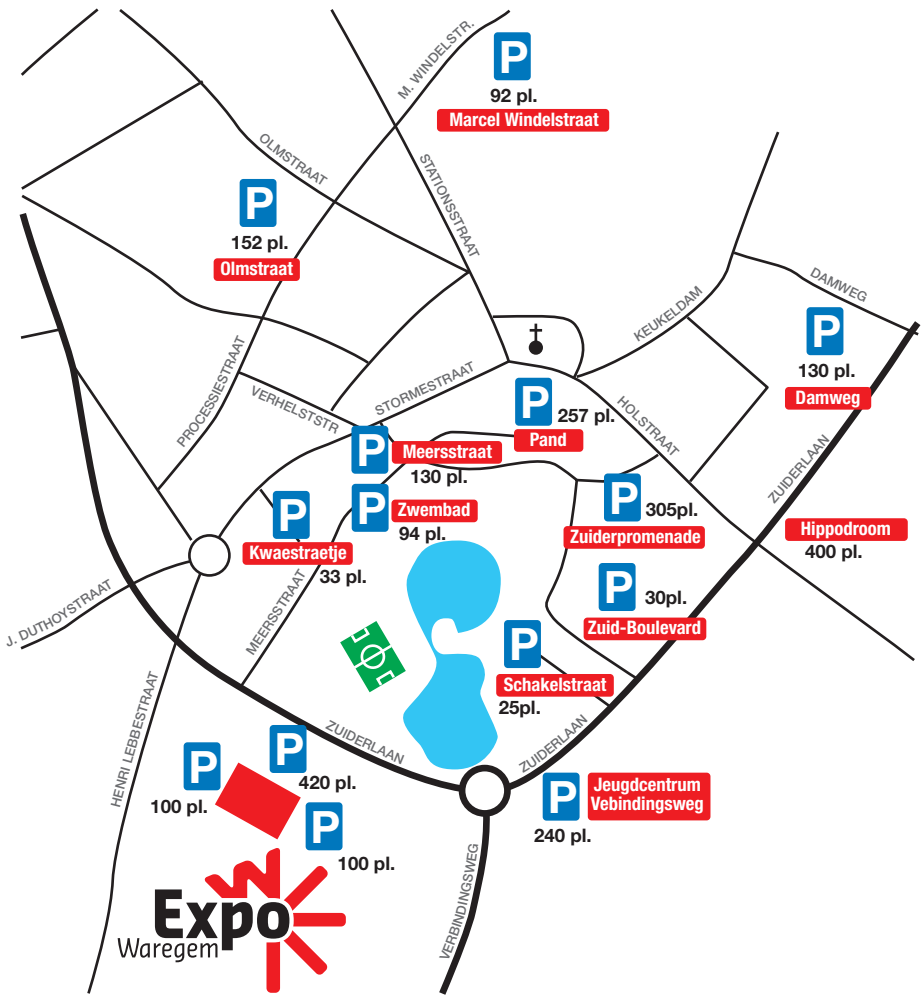 M. WINDELSTR.
P
92 pl.
Marcel Windelstraat
OLMSTRAAT
STATIONSSTRAAT
P
152 pl.
Olmstraat
KEUKELDAM
DAMWEG
P
130 pl.
Damweg
PROCESSIESTRAAT
VERHELSTSTR
STORMESTRAAT
P
257 pl.
Pand
HOLSTRAAT
ZUIDERLAAN
P
Meersstraat
130 pl.
P
Zwembad
94 pl.
P
Kwaestraetje
33 pl.
P
305pl.
Zuiderpromenade
Hippodroom
400 pl.
J. DUTHOYSTRAAT
MEERSSTRAAT
P
30pl.
Zuid-Boulevard
P
Schakelstraat
25pl.
HENRI LEBBESTRAAT
ZUIDERLAAN
ZUIDERLAAN
P
100 pl.
P
420 pl.
P
100 pl.
P
240 pl.
Jeugdcentrum
Vebindingsweg
VERBINDINGSWEG
Expo
Waregem